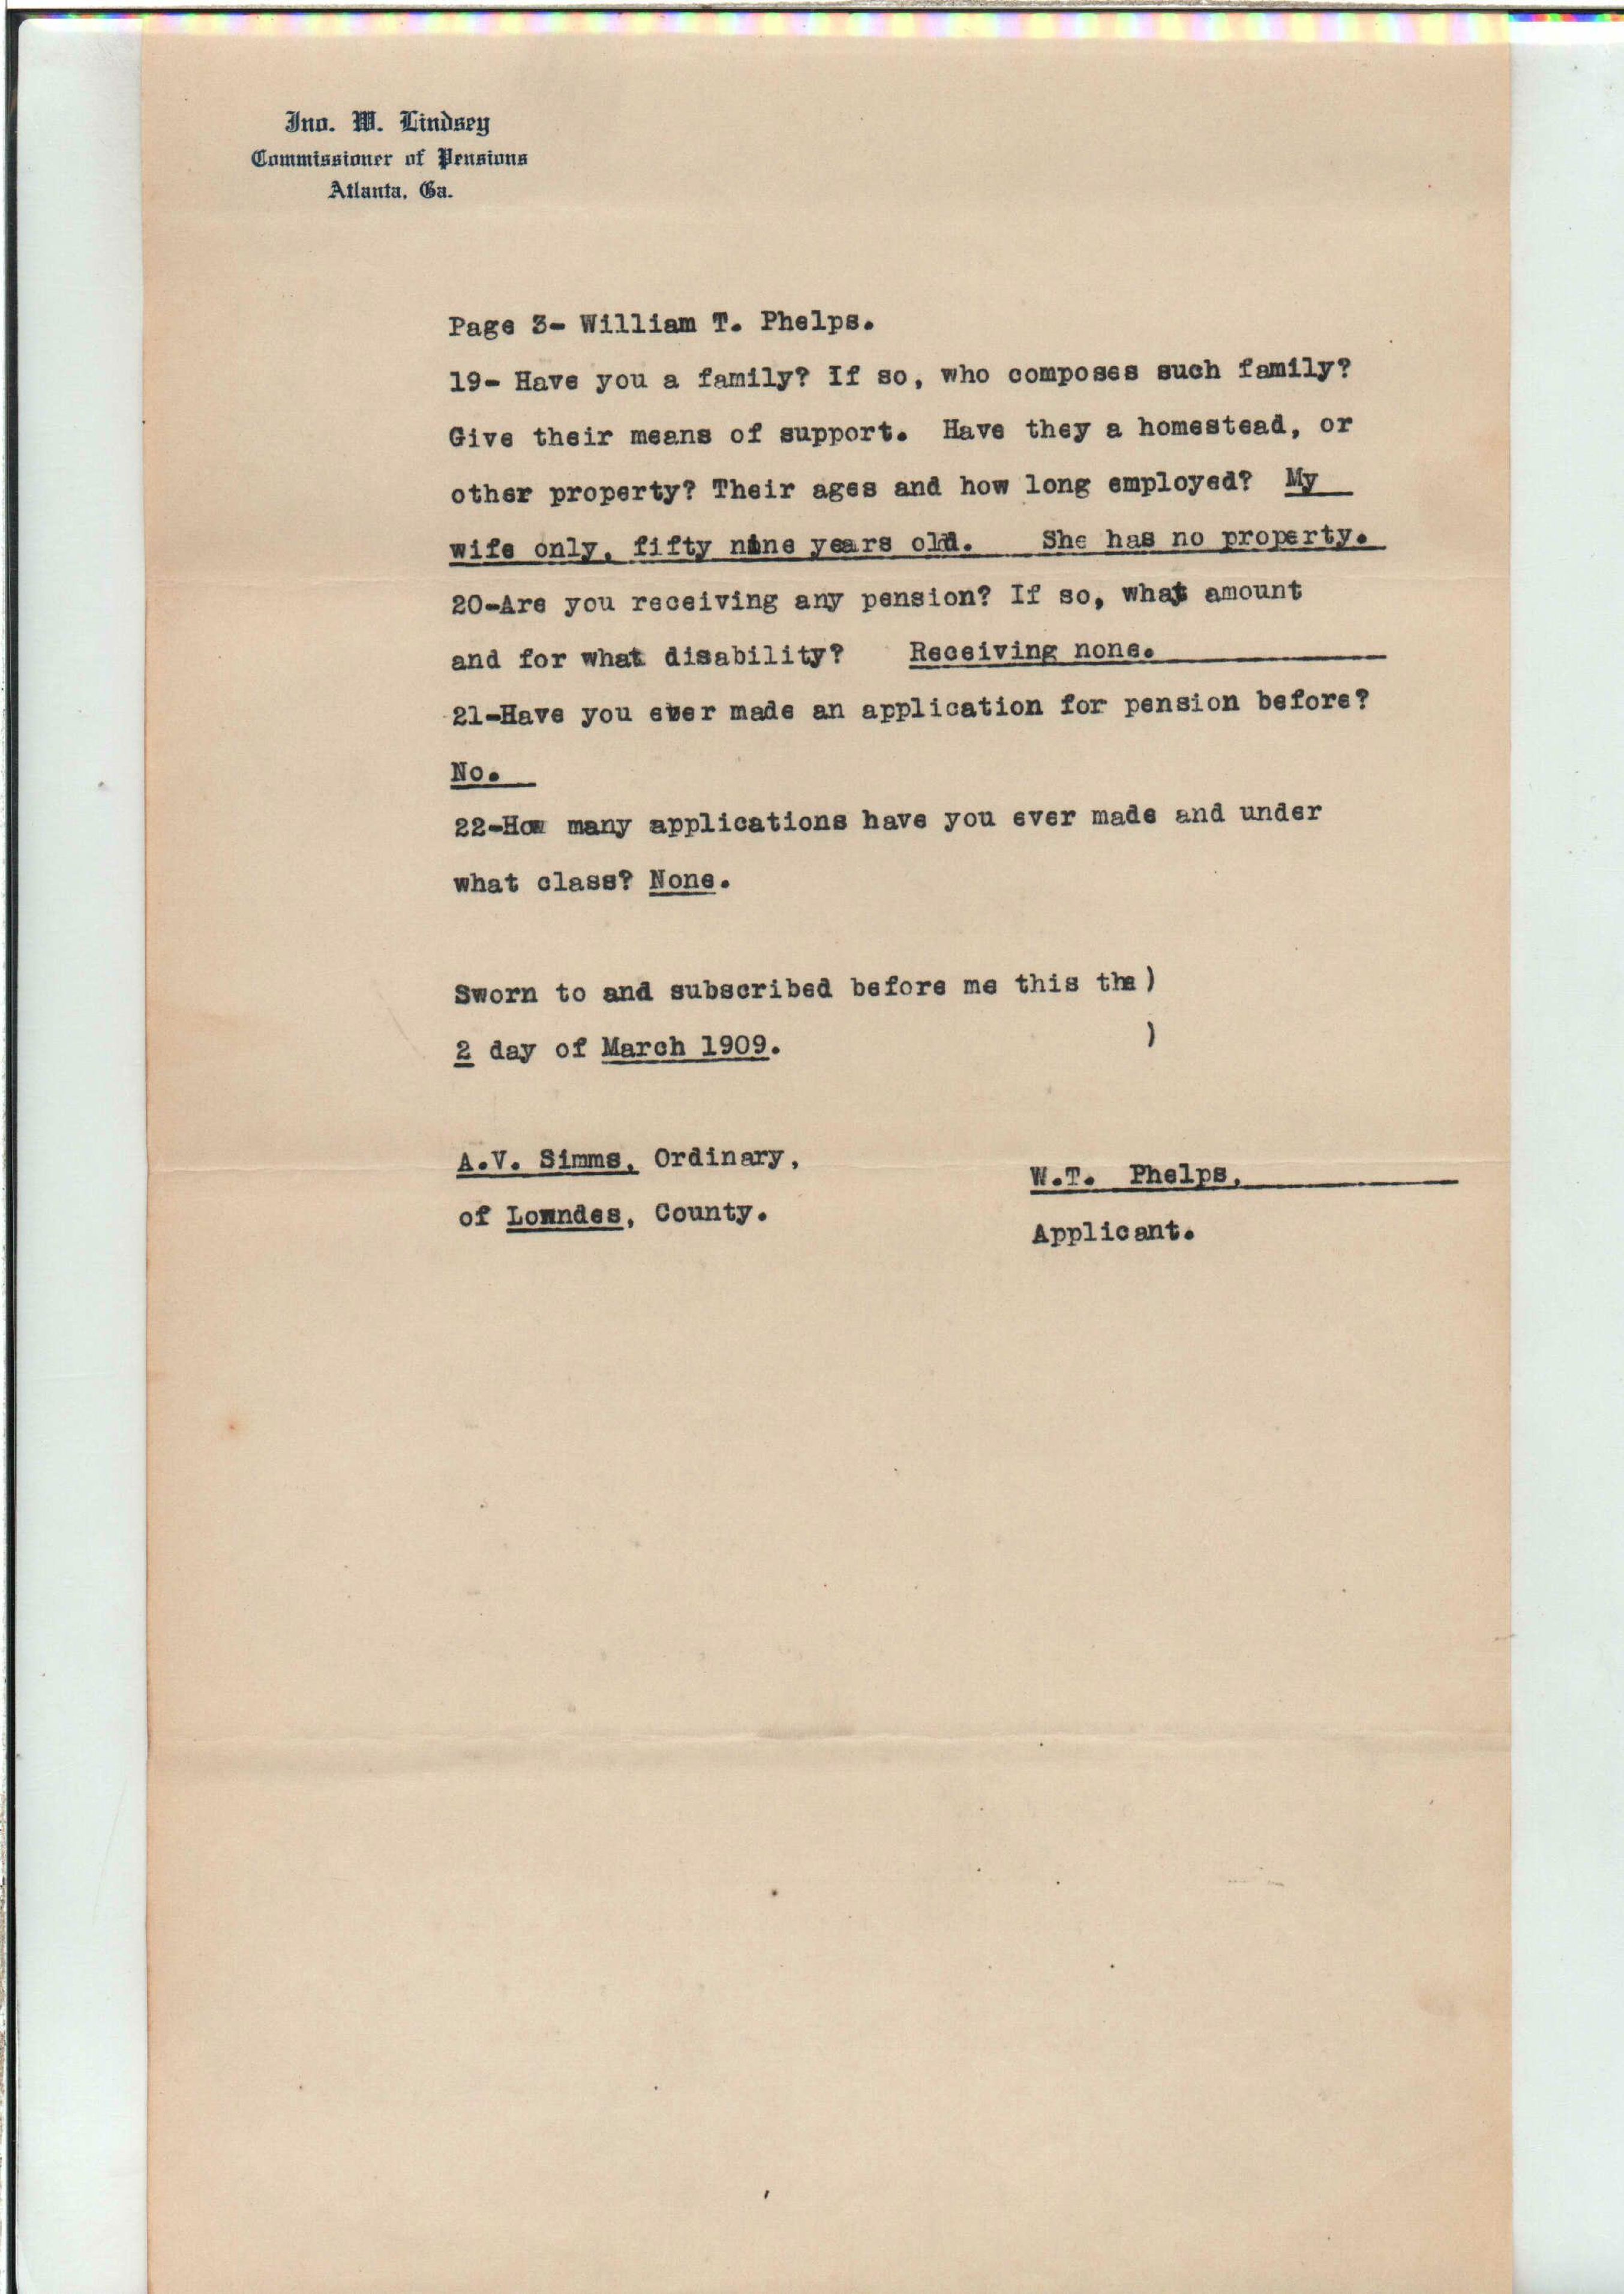 Jno. W. Lindsey
Commissioner of Pensions
Atlanta, Ga.
Page 3- William T. Phelps.
19- Have you a family? If so, who composes such family?
Give their means of support. Have they a homestead, or
other property? Their ages and how long employed? My
wife only, fifty nine years old. She has no property.
20-Are you receiving any pension? If so, what amount
and for what disability? Receiving none.
21-Have you ever made an application for pension before?
No.
22-How many applications have you ever made and under
what class? None.
Sworn to and subscribed before me this the )
2 day of March 1909. )
A.V. Simms, Ordinary,
W.T. Phelps,
of Lowndes, County.
Applicant.